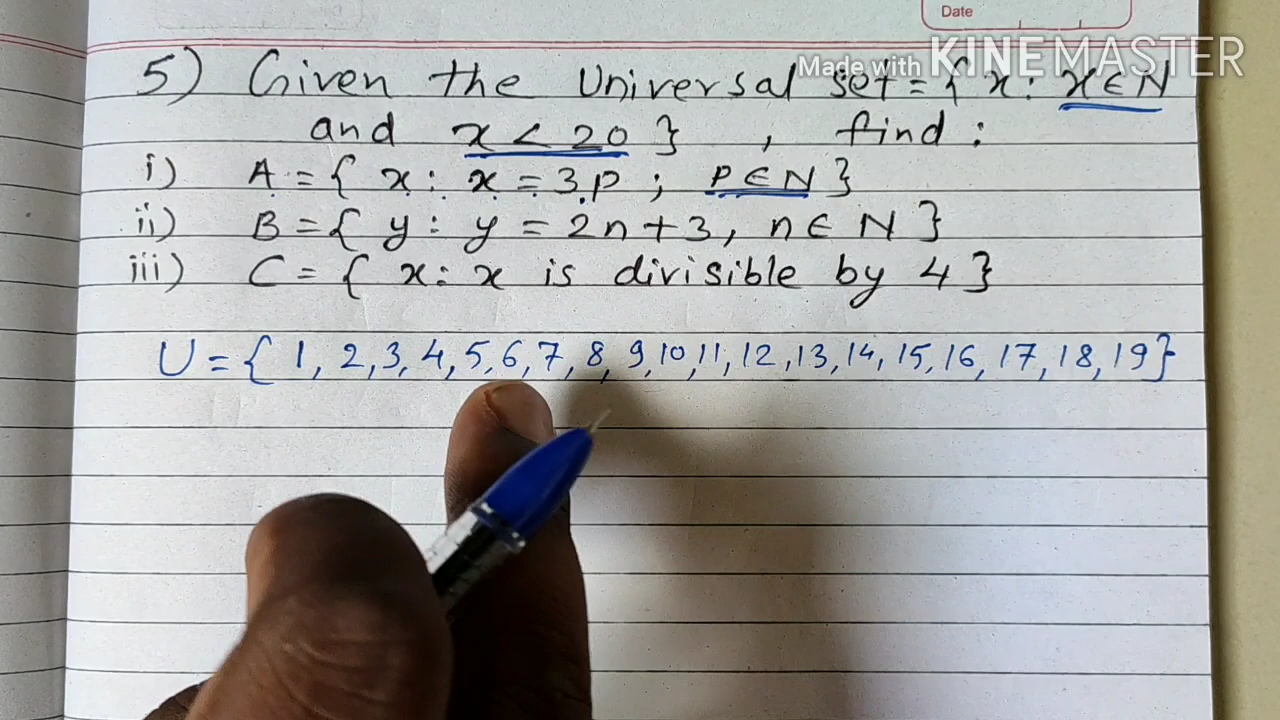 Date
Made with KINEMASTER
5) Given the Universal set = { x : x ∈ N
and x < 20 } , find :
i) A = { x : x = 3p ; p ∈ N }
ii) B = { y : y = 2n + 3, n ∈ N }
iii) C = { x : x is divisible by 4 }
U = { 1, 2, 3, 4, 5, 6, 7, 8, 9, 10, 11, 12, 13, 14, 15, 16, 17, 18, 19 }